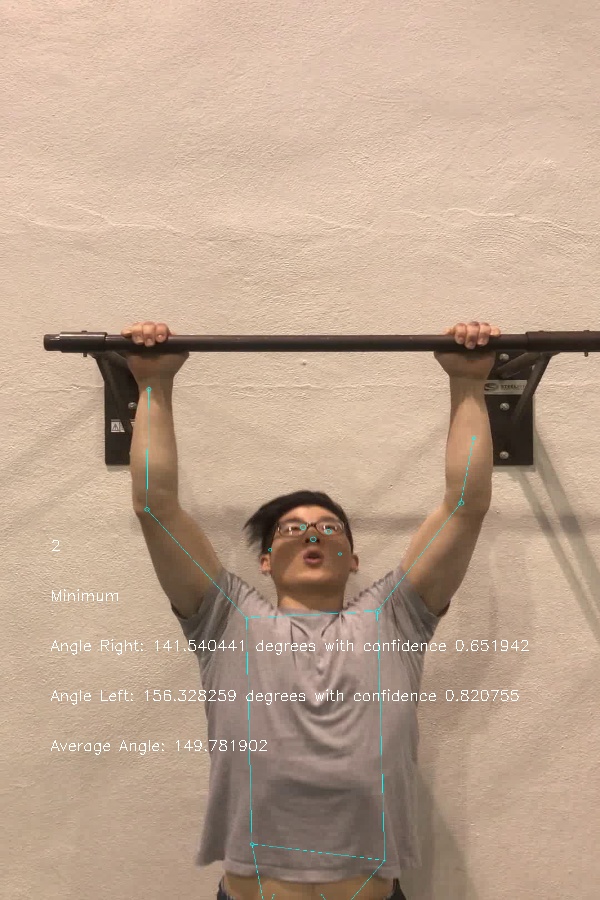 2
Minimum
Angle Right: 141.540441 degrees with confidence 0.651942
Angle Left: 156.328259 degrees with confidence 0.820755
Average Angle: 149.781902